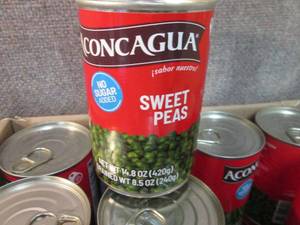 ACONCAGUA
¡sabor nuestro!
NO
SUGAR
ADDED
SWEET
PEAS
NET WT 14.8 OZ (420g)
DRAINED WT 8.5 OZ (240g)
ACON